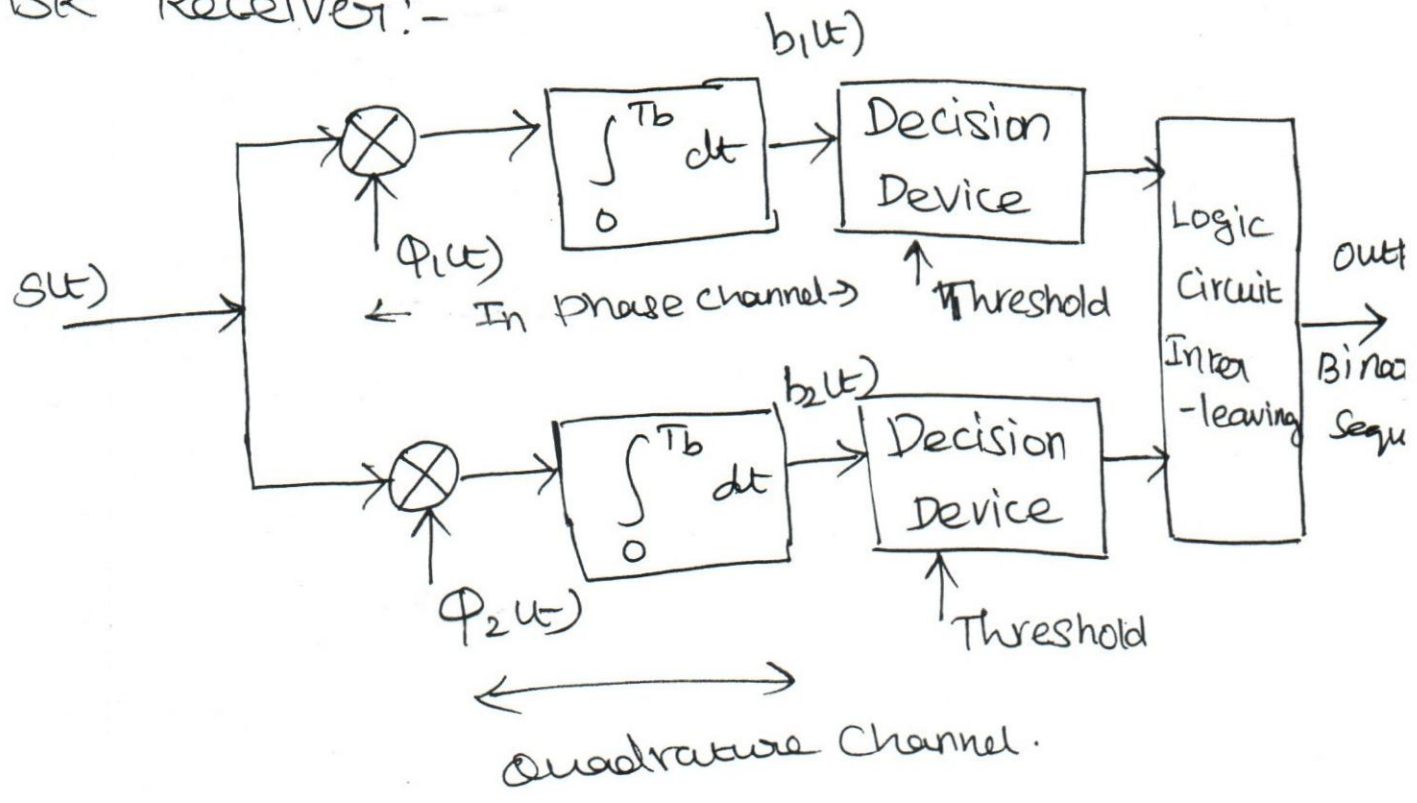 Receiver:-
b₁(t)
∫₀^Tb dt
Decision
Device
φ₁(t)
← In phase channel →
Threshold
S(t)
Logic
Circuit
Inter
-leaving
b₂(t)
∫₀^Tb dt
Decision
Device
φ₂(t)
Threshold
Quadrature Channel.